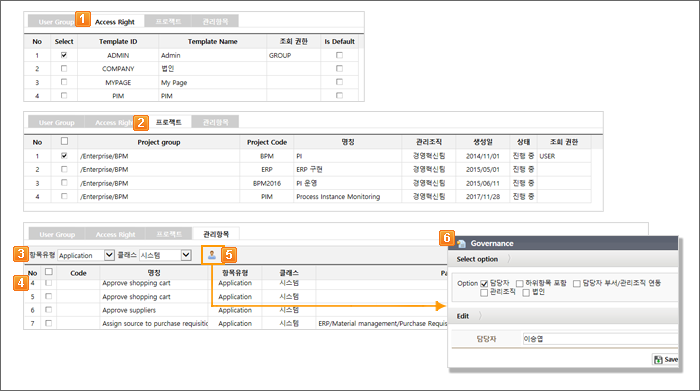 1
User Group Access Right 프로젝트 관리항목
No Select Template ID Template Name 조회 권한 Is Default
1 ADMIN Admin GROUP
2 COMPANY 법인
3 MYPAGE My Page
4 PIM PIM
2
User Group Access Right 프로젝트 관리항목
No Project group Project Code 명칭 관리조직 생성일 상태 조회 권한
1 /Enterprise/BPM BPM PI 경영혁신팀 2014/11/01 진행 중 USER
2 /Enterprise/BPM ERP ERP 구현 경영혁신팀 2015/05/01 진행 중
3 /Enterprise/BPM BPM2016 PI 운영 경영혁신팀 2015/06/11 진행 중
4 /Enterprise/BPM PIM Process Instance Monitoring 경영혁신팀 2017/11/28 진행 중
User Group Access Right 프로젝트 관리항목
3 항목유형 Application 클래스 시스템 5
No Code 명칭 항목유형 클래스 Pa
4
4 Approve shopping cart Application 시스템
5 Approve shopping cart Application 시스템
6 Approve suppliers Application 시스템
7 Assign source to purchase requisitic Application 시스템 ERP/Material management/Purchase Requis
6
Governance
Select option
Option 담당자 하위항목 포함 담당자 부서/관리조직 연동
관리조직 법인
Edit
담당자 이승엽
Save